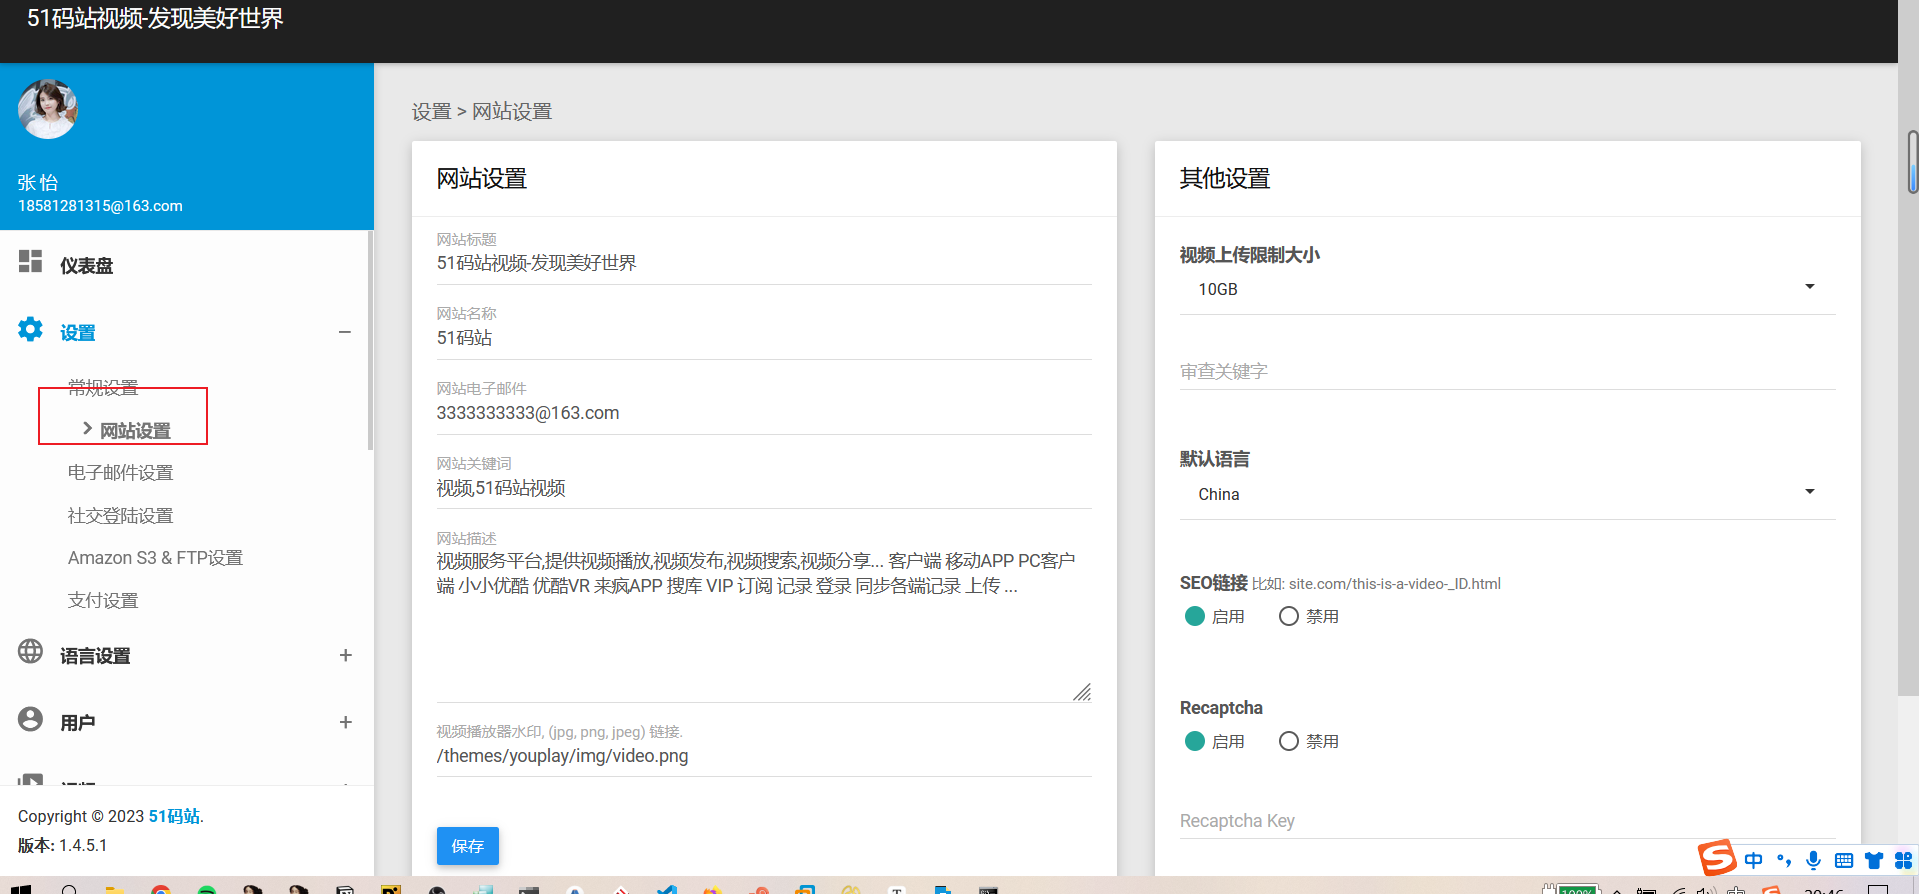 51码站视频-发现美好世界
张 怡
18581281315@163.com
仪表盘
设置
常规设置
网站设置
电子邮件设置
社交登陆设置
Amazon S3 & FTP设置
支付设置
语言设置
用户
Copyright © 2023 51码站.
版本: 1.4.5.1
设置 > 网站设置
网站设置
网站标题
51码站视频-发现美好世界
网站名称
51码站
网站电子邮件
3333333333@163.com
网站关键词
视频,51码站视频
网站描述
视频服务平台,提供视频播放,视频发布,视频搜索,视频分享... 客户端 移动APP PC客户
端 小小优酷 优酷VR 来疯APP 搜库 VIP 订阅 记录 登录 同步各端记录 上传 ...
视频播放器水印, (jpg, png, jpeg) 链接.
/themes/youplay/img/video.png
保存
其他设置
视频上传限制大小
10GB
审查关键字
默认语言
China
SEO链接 比如: site.com/this-is-a-video-_ID.html
启用 禁用
Recaptcha
启用 禁用
Recaptcha Key
中
100%